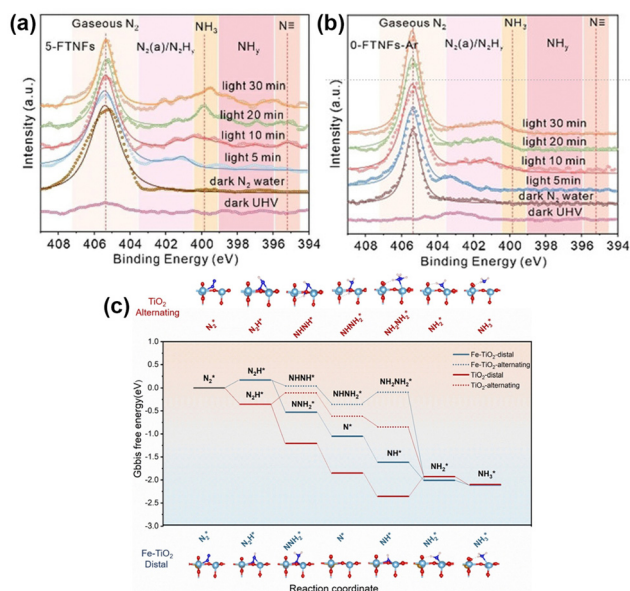 (a)
Gaseous N₂
NH₃
N≡
5-FTNFs
N₂(a)/N₂Hᵧ
NHᵧ
light 30 min
light 20 min
light 10 min
light 5 min
dark N₂ water
dark UHV
Intensity (a.u.)
408 406 404 402 400 398 396 394
Binding Energy (eV)
(b)
Gaseous N₂
NH₃
N≡
0-FTNFs-Ar
N₂(a)/N₂Hᵧ
NHᵧ
light 30 min
light 20 min
light 10 min
light 5min
dark N₂ water
dark UHV
Intensity (a.u.)
408 406 404 402 400 398 396 394
Binding Energy (eV)
(c)
TiO₂
Alternating
N₂* N₂H* NHNH* NHNH₂* NH₂NH₂* NH₂* NH₃*
Gbbis free energy(eV)
1.0
0.5
0.0
-0.5
-1.0
-1.5
-2.0
-2.5
-3.0
Fe-TiO₂-distal
Fe-TiO₂-alternating
TiO₂-distal
TiO₂-alternating
N₂*
N₂H*
N₂H*
NHNH*
NNH₂*
NHNH₂*
N*
NH₂NH₂*
NH*
NH₂*
NH₃*
N₂* N₂H* NNH₂* N* NH* NH₂* NH₃*
Fe-TiO₂
Distal
Reaction coordinate